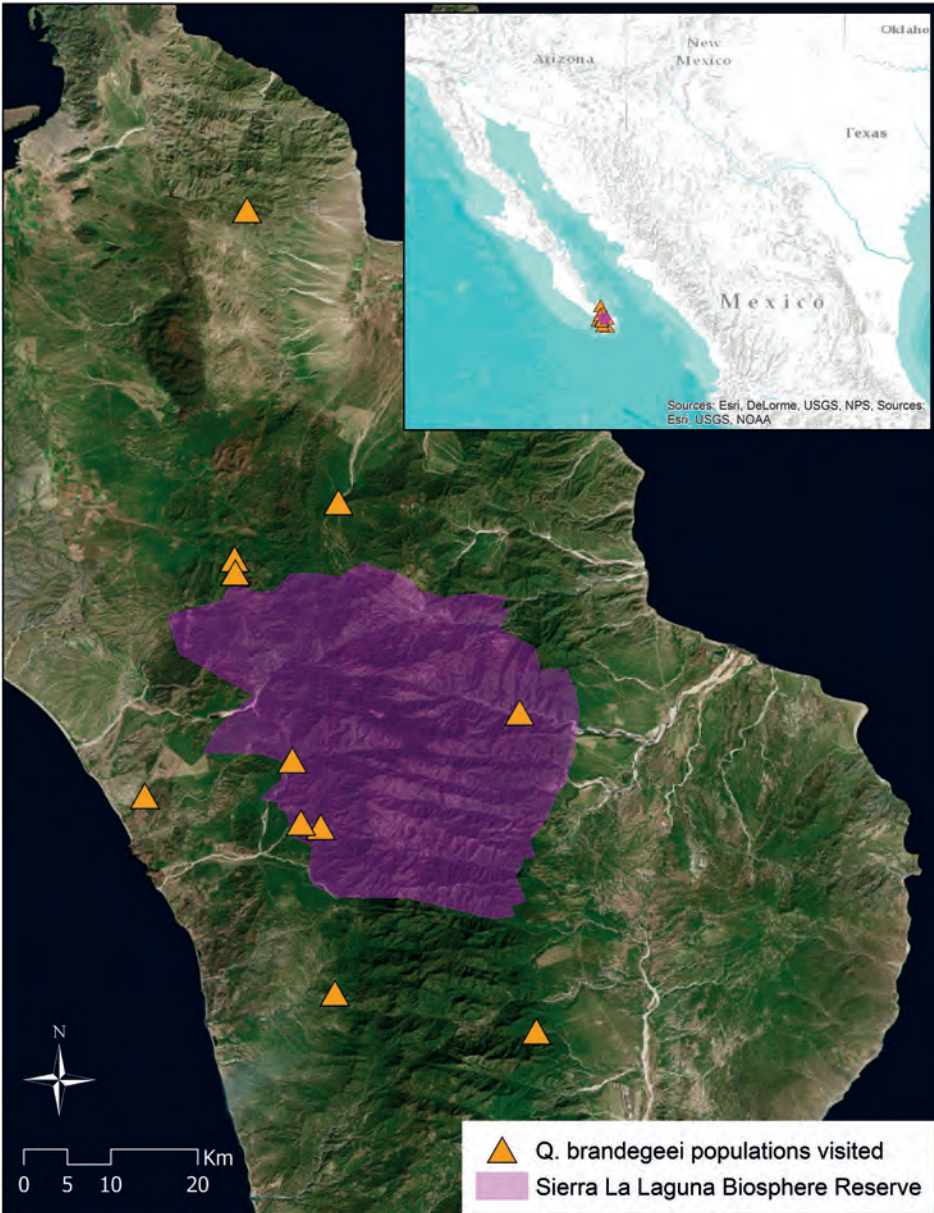 Oklaho
New
Mexico
Arizona
Texas
Mexico
Sources: Esri, DeLorme, USGS, NPS, Sources:
Esri, USGS, NOAA
N
Km
0 5 10 20
Q. brandegeei populations visited
Sierra La Laguna Biosphere Reserve